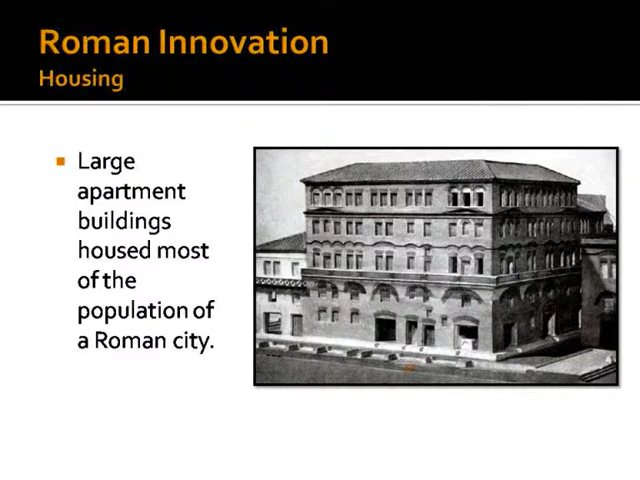 Roman Innovation
Housing
Large
apartment
buildings
housed most
of the
population of
a Roman city.